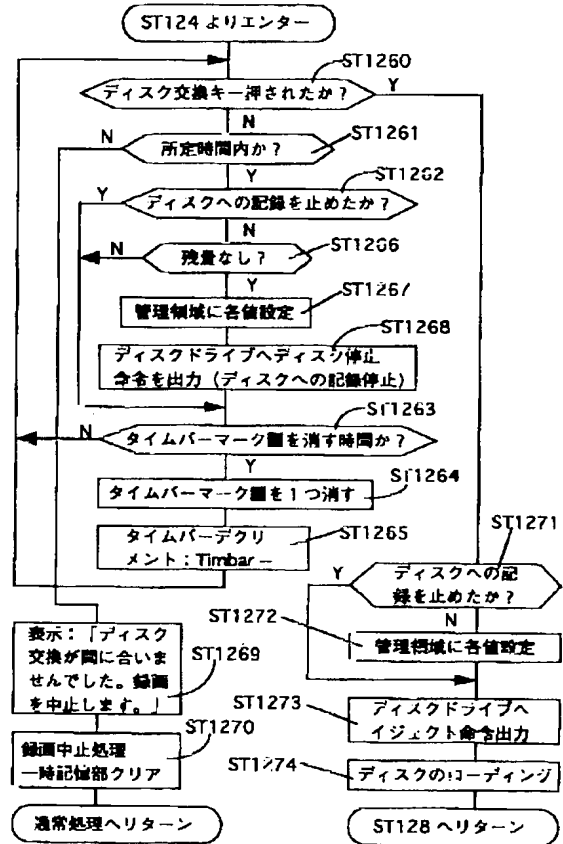 ST124よりエンター
ST1260
ディスク交換キー押されたか？
Y
N
N
ST1261
所定時間内か？
Y
ST1262
Y
ディスクへの記録を止めたか？
N
ST1266
N
残量なし？
Y
ST1267
管理領域に各値設定
ST1268
ディスクドライブへディスク停止
命令を出力（ディスクへの記録停止）
ST1263
N
タイムバーマーク■を消す時間か？
Y
ST1264
タイムバーマーク■を１つ消す
ST1265
タイムバーデクリ
メント：Timbar－
ST1271
Y
ディスクへの記
録を止めたか？
N
ST1272
管理領域に各値設定
表示：「ディスク
交換が間に合いま
せんでした。録画
を中止します。」
ST1269
ST1273
ディスクドライブへ
イジェクト命令出力
ST1270
録画中止処理
一時記憶部クリア
ST1274
ディスクのローディング
通常処理へリターン
ST128へリターン